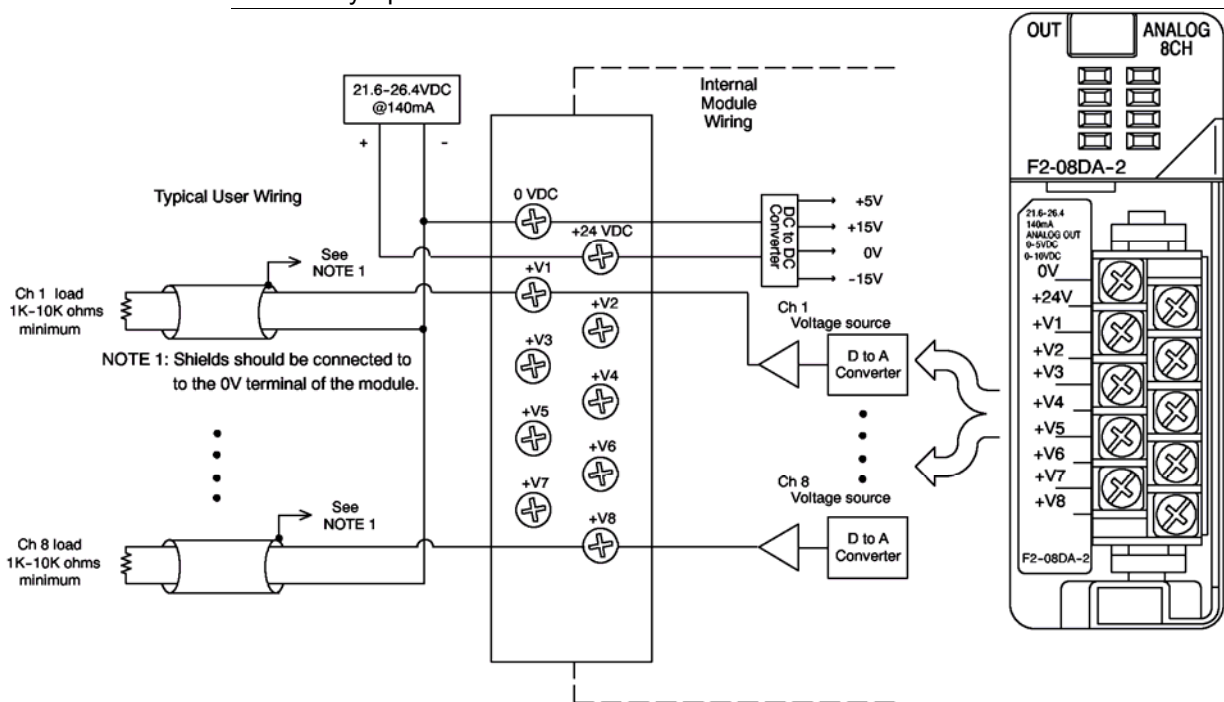 21.6-26.4VDC
@140mA
+ -
Internal
Module
Wiring
Typical User Wiring
0 VDC
+24 VDC
DC to DC
Converter
+5V
+15V
0V
-15V
See
NOTE 1
Ch 1 load
1K-10K ohms
minimum
NOTE 1: Shields should be connected to
to the 0V terminal of the module.
+V1
+V2
+V3
+V4
+V5
+V6
+V7
+V8
Ch 1
Voltage source
D to A
Converter
Ch 8
Voltage source
D to A
Converter
See
NOTE 1
Ch 8 load
1K-10K ohms
minimum
OUT
ANALOG
8CH
F2-08DA-2
21.6-26.4
140mA
ANALOG OUT
0-5VDC
0-10VDC
0V
+24V
+V1
+V2
+V3
+V4
+V5
+V6
+V7
+V8
F2-08DA-2